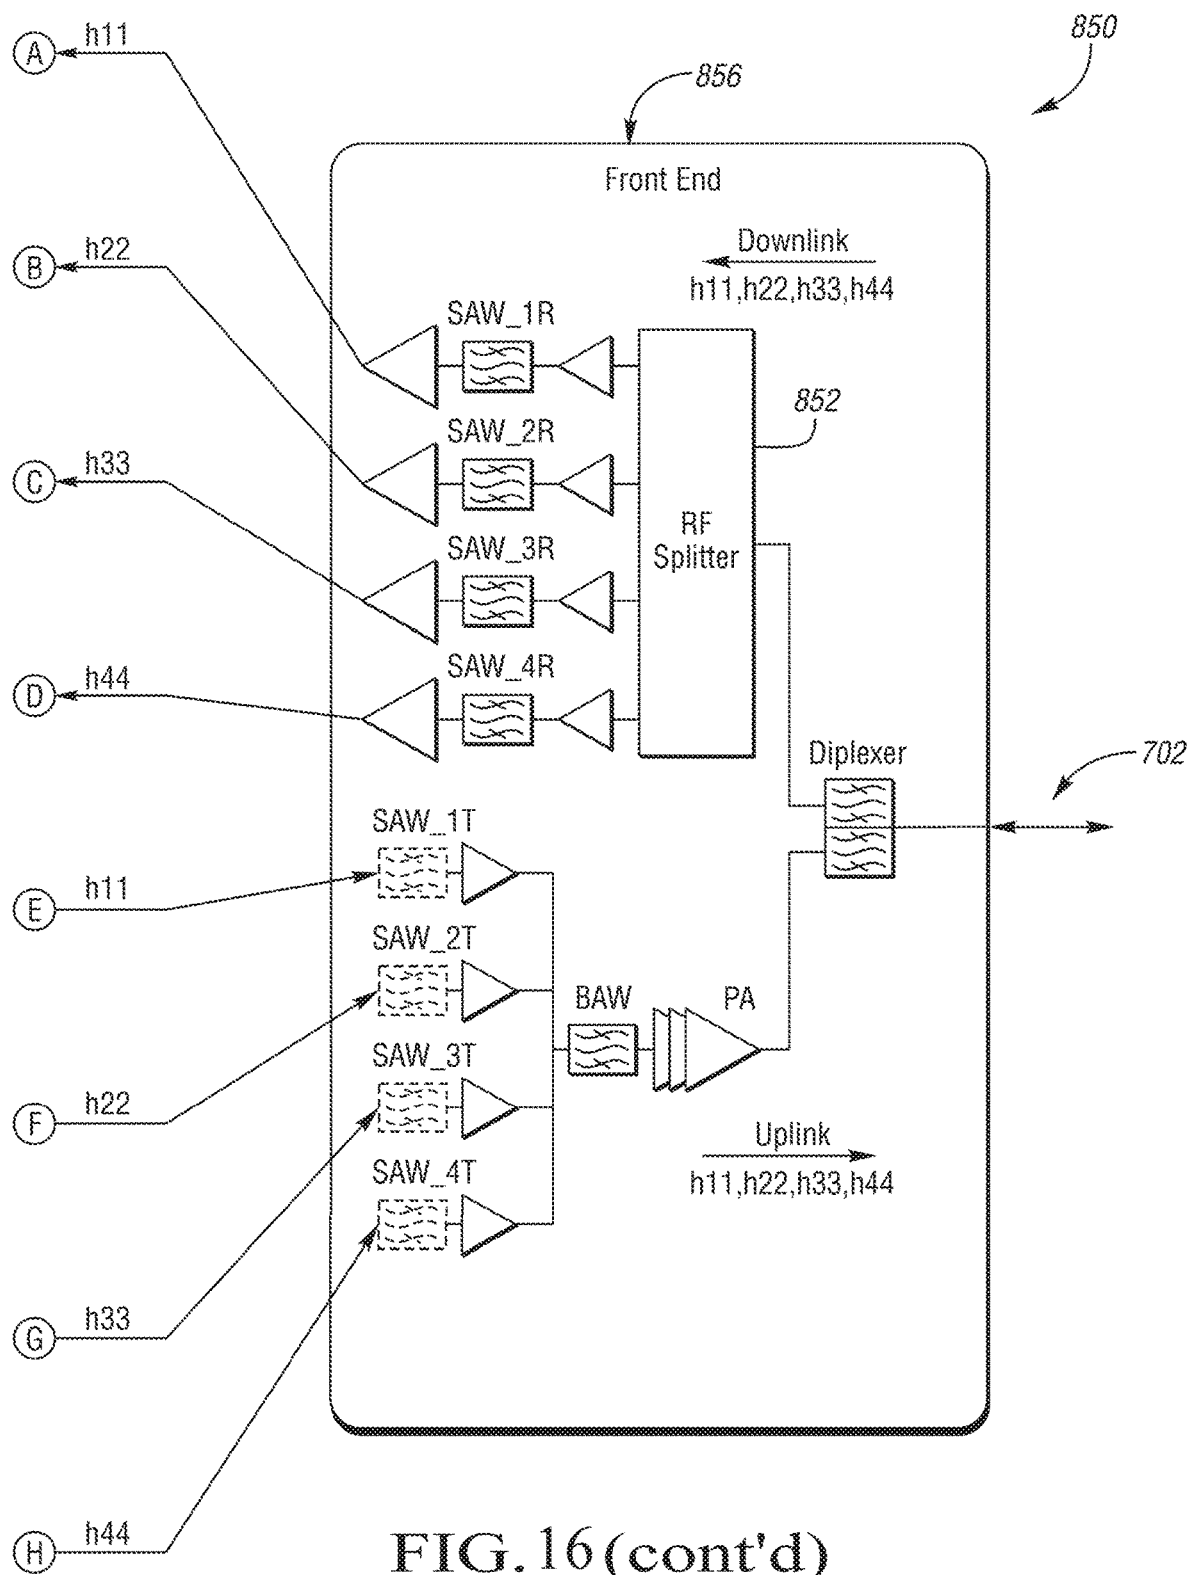 850
A h11
856
Front End
B h22
Downlink
h11,h22,h33,h44
SAW_1R
852
C h33
SAW_2R
RF
Splitter
SAW_3R
D h44
SAW_4R
Diplexer
702
SAW_1T
E h11
SAW_2T
BAW
PA
SAW_3T
F h22
Uplink
h11,h22,h33,h44
SAW_4T
G h33
H h44
FIG. 16 (cont'd)